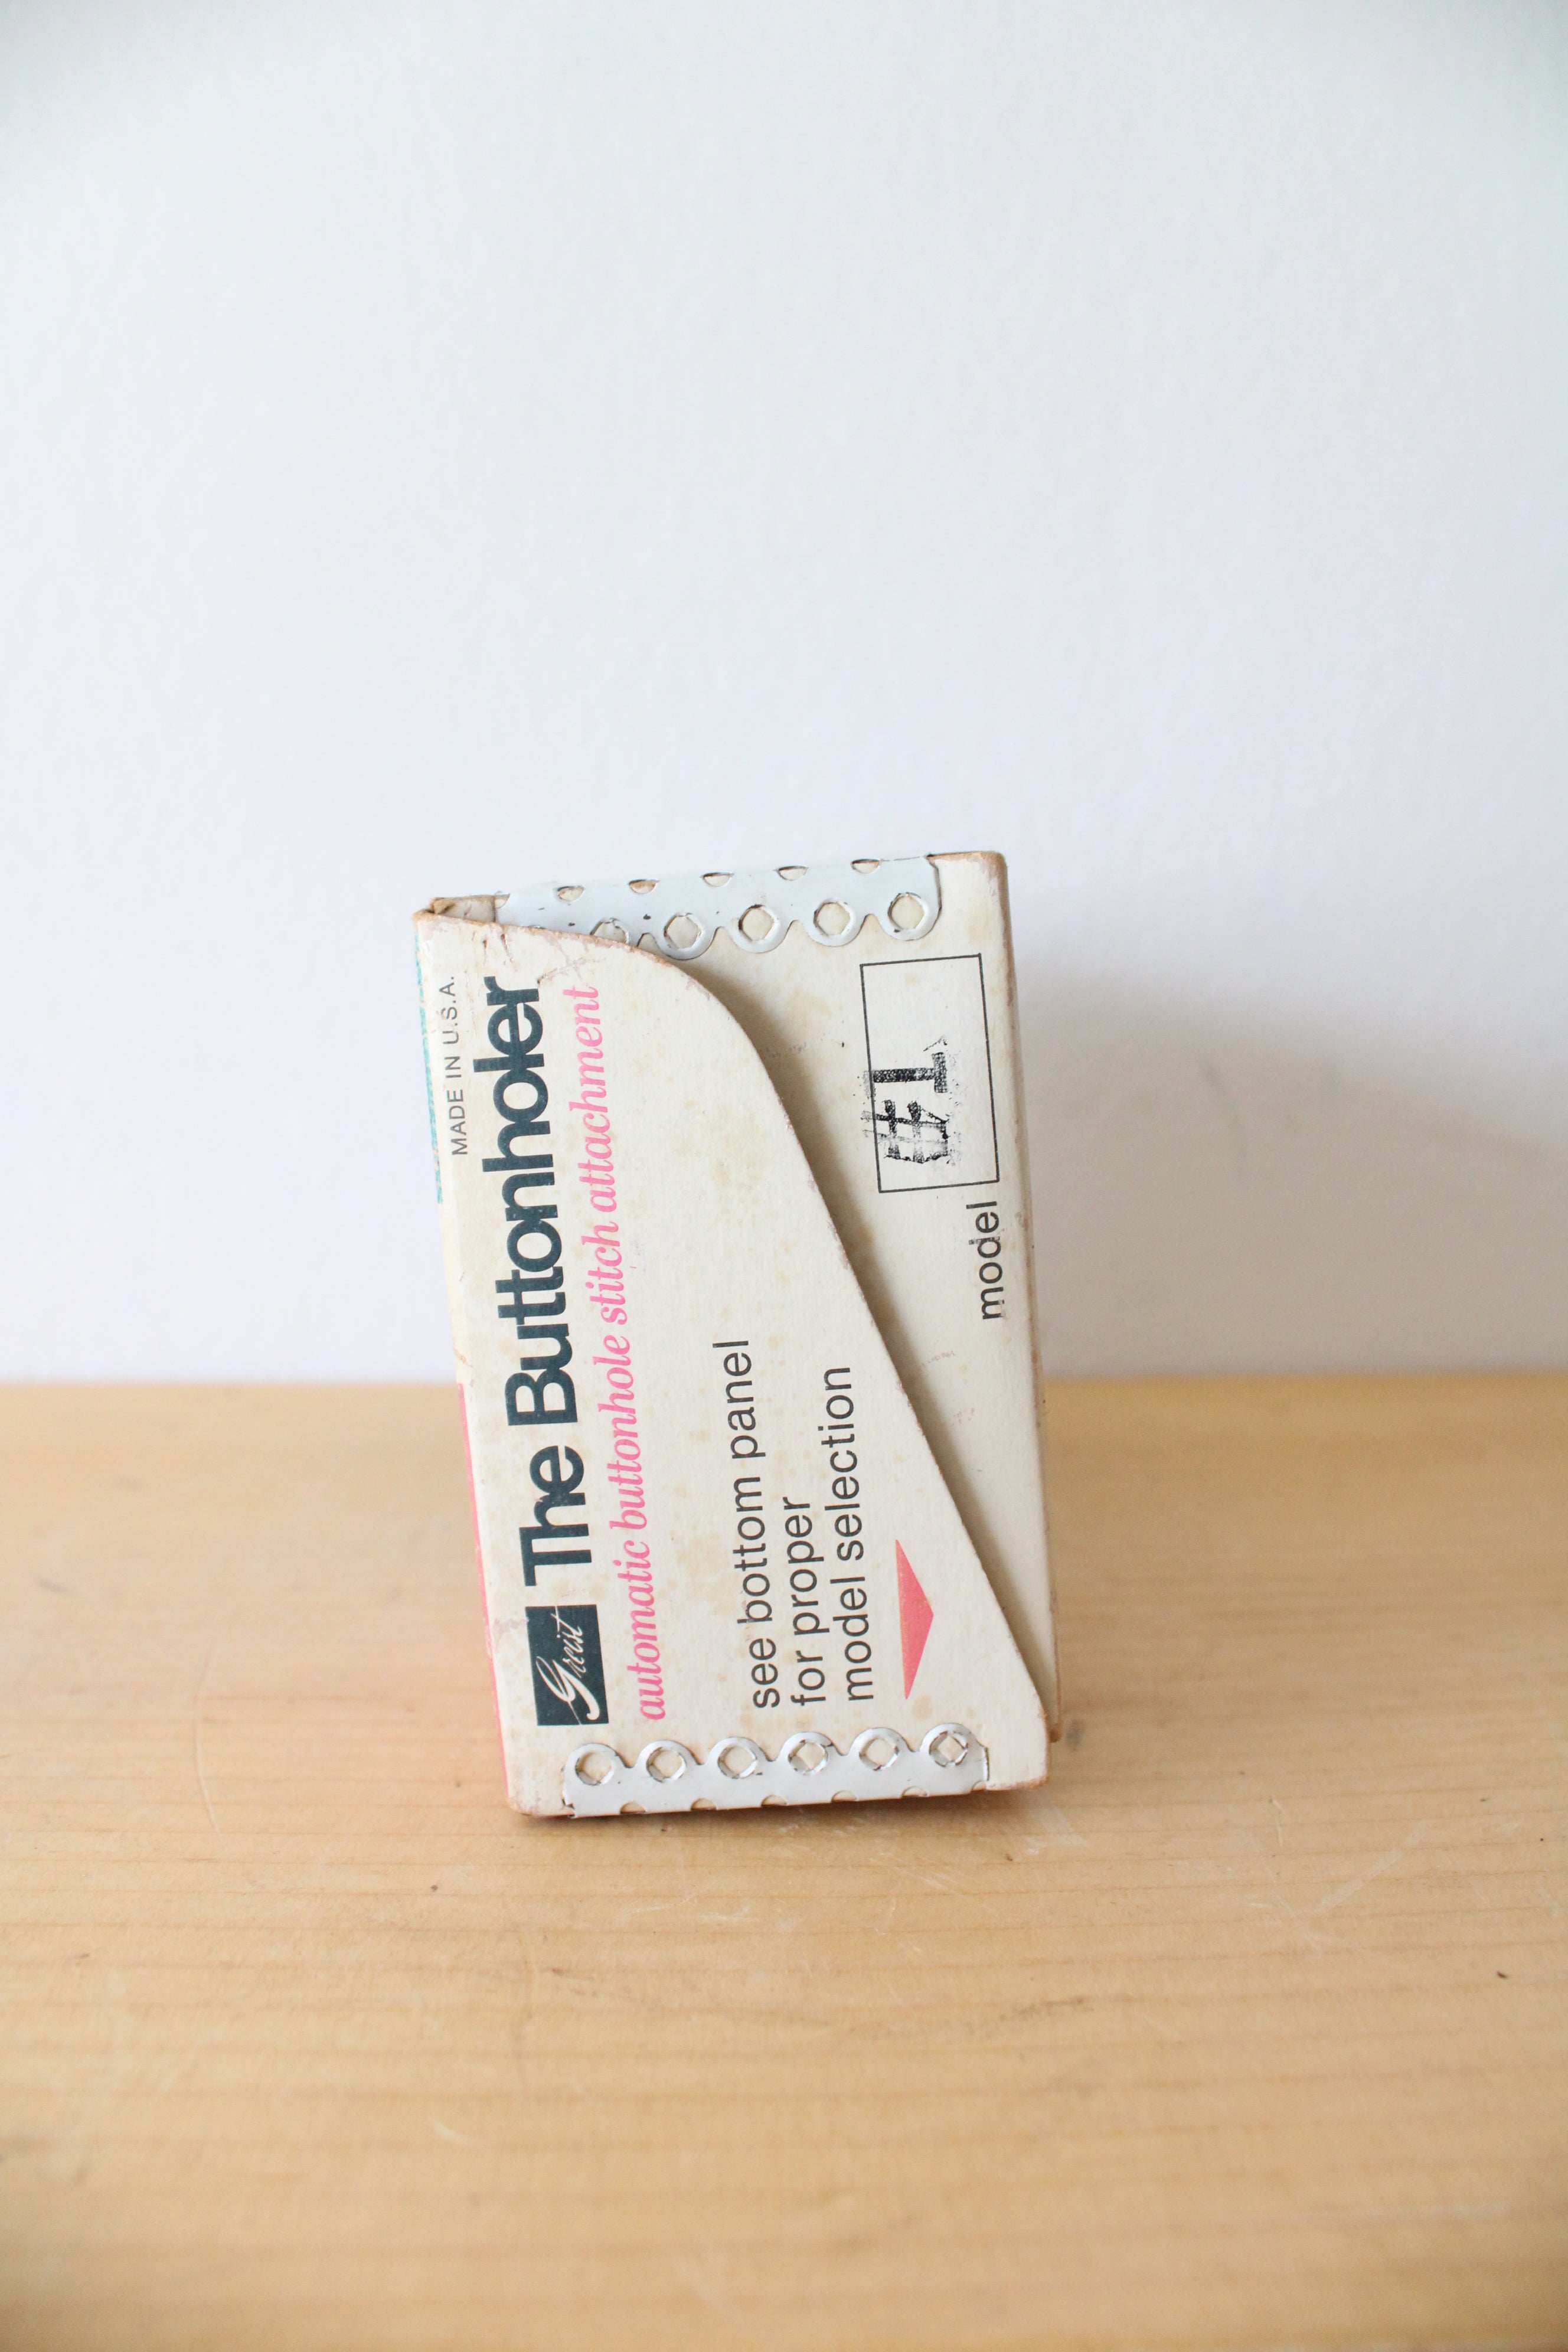 MADE IN U.S.A.
Greist The Buttonholer
automatic buttonhole stitch attachment
see bottom panel
for proper
model selection
model #1